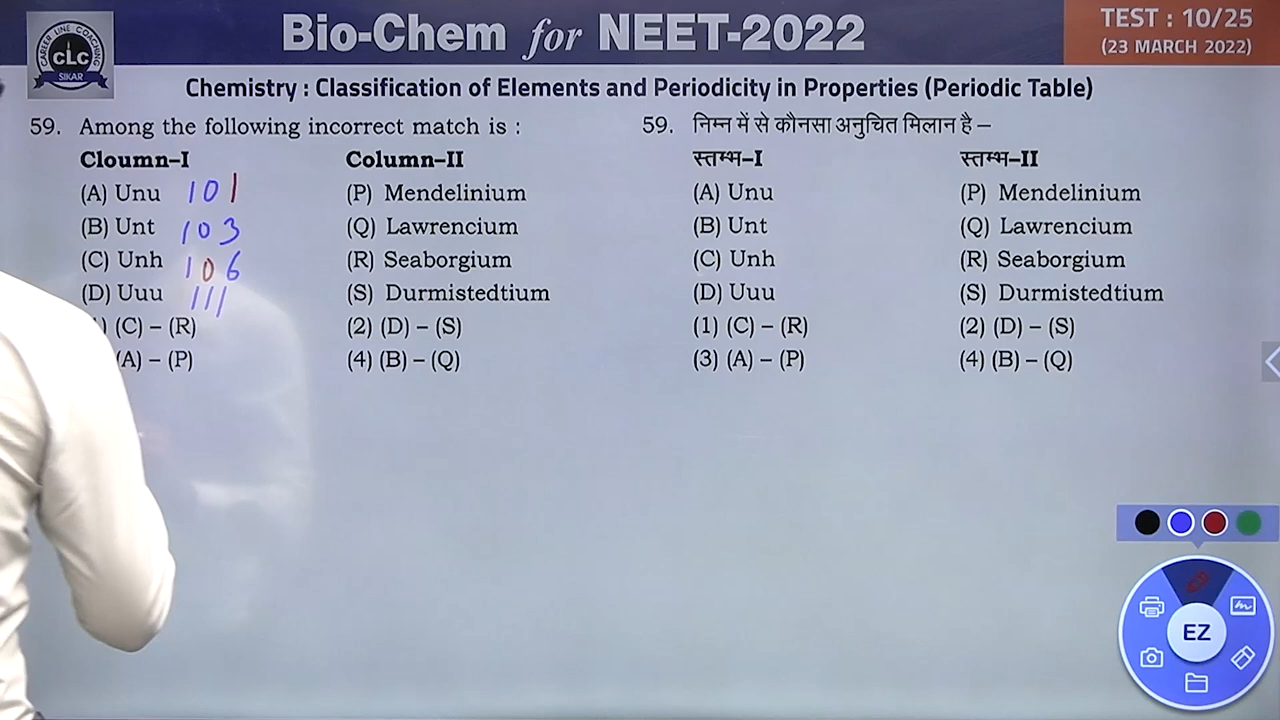 CAREER LINE COACHING
CLC
SIKAR
Bio-Chem for NEET-2022
TEST : 10/25
(23 MARCH 2022)
Chemistry : Classification of Elements and Periodicity in Properties (Periodic Table)
59. Among the following incorrect match is :
Cloumn–I Column–II
(A) Unu 101 (P) Mendelinium
(B) Unt 103 (Q) Lawrencium
(C) Unh 106 (R) Seaborgium
(D) Uuu 111 (S) Durmistedtium
) (C) – (R) (2) (D) – (S)
(A) – (P) (4) (B) – (Q)
59. निम्न में से कौनसा अनुचित मिलान है –
स्तम्भ–I स्तम्भ–II
(A) Unu (P) Mendelinium
(B) Unt (Q) Lawrencium
(C) Unh (R) Seaborgium
(D) Uuu (S) Durmistedtium
(1) (C) – (R) (2) (D) – (S)
(3) (A) – (P) (4) (B) – (Q)
EZ